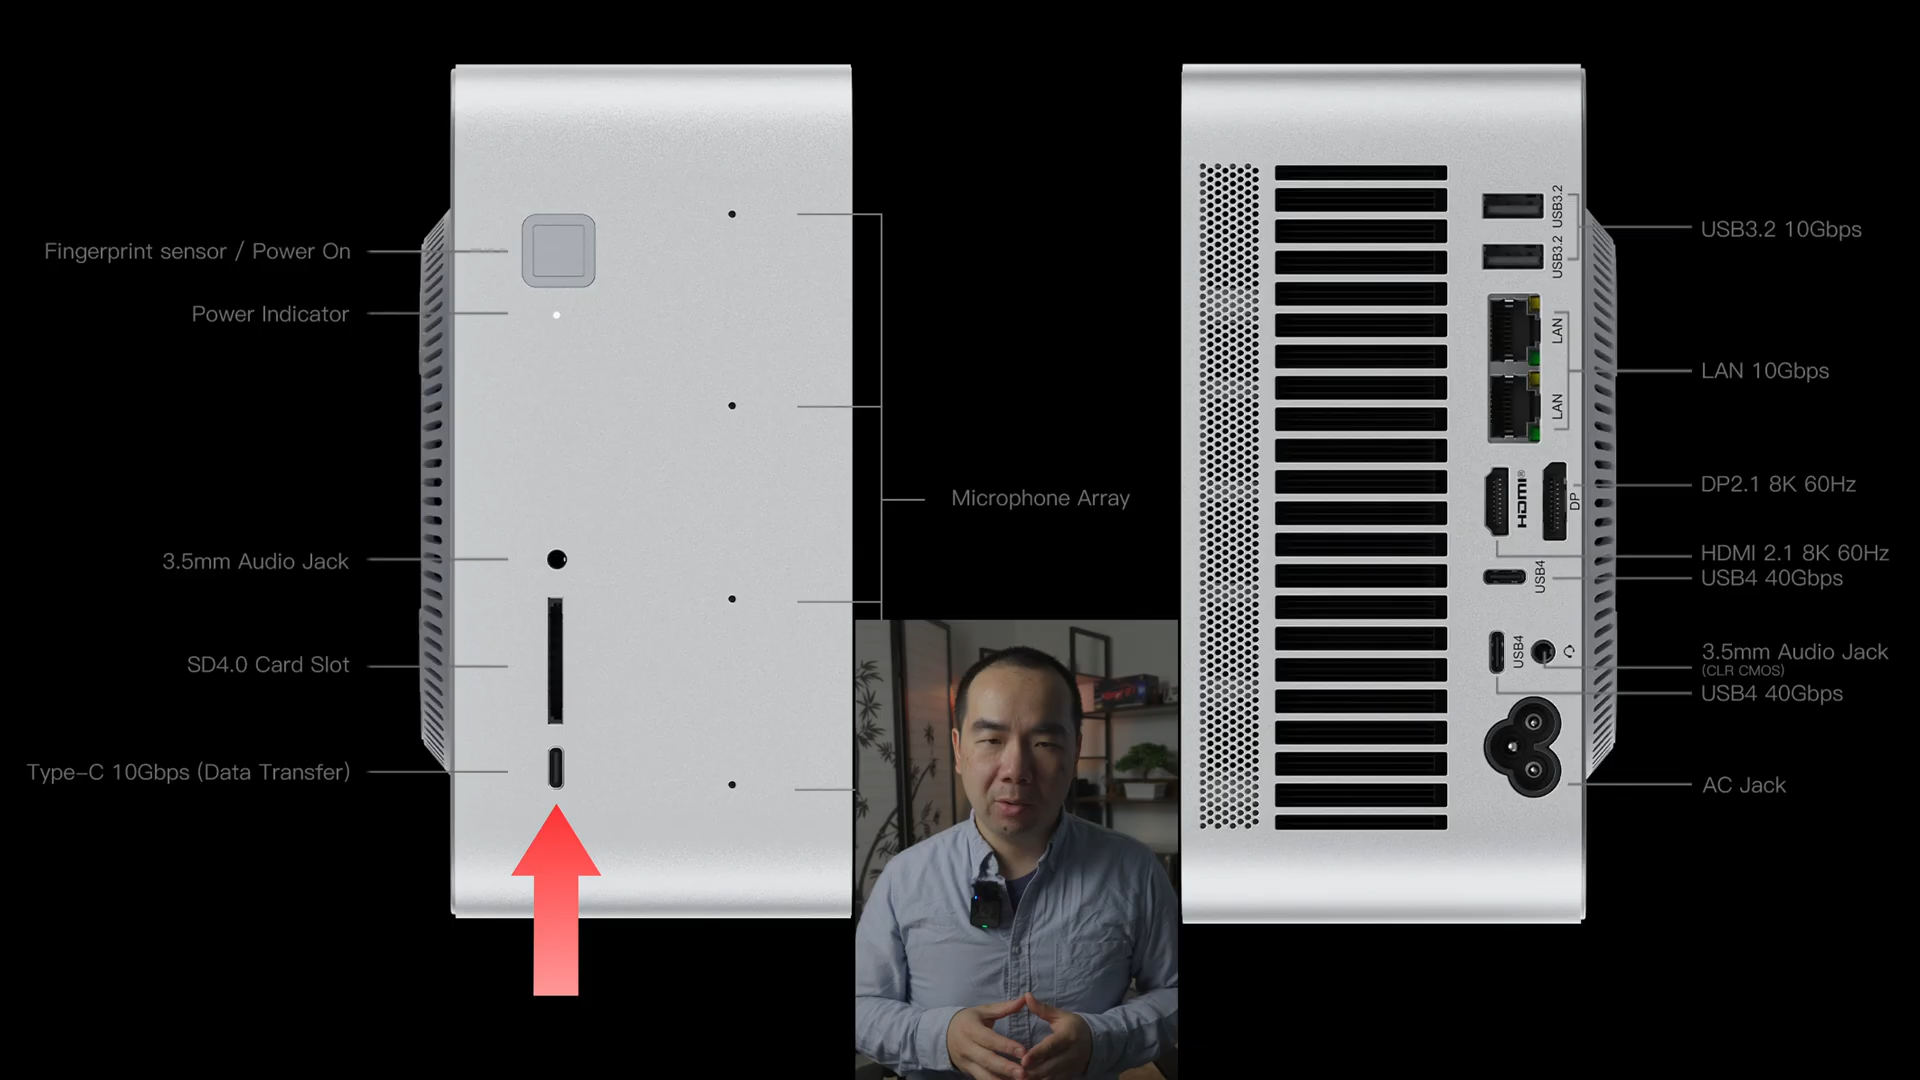 Fingerprint sensor / Power On
Power Indicator
3.5mm Audio Jack
SD4.0 Card Slot
Type-C 10Gbps (Data Transfer)
Microphone Array
USB3.2
USB3.2
LAN
LAN
HDMI®
DP
USB4
USB4
USB3.2 10Gbps
LAN 10Gbps
DP2.1 8K 60Hz
HDMI 2.1 8K 60Hz
USB4 40Gbps
3.5mm Audio Jack
(CLR CMOS)
USB4 40Gbps
AC Jack